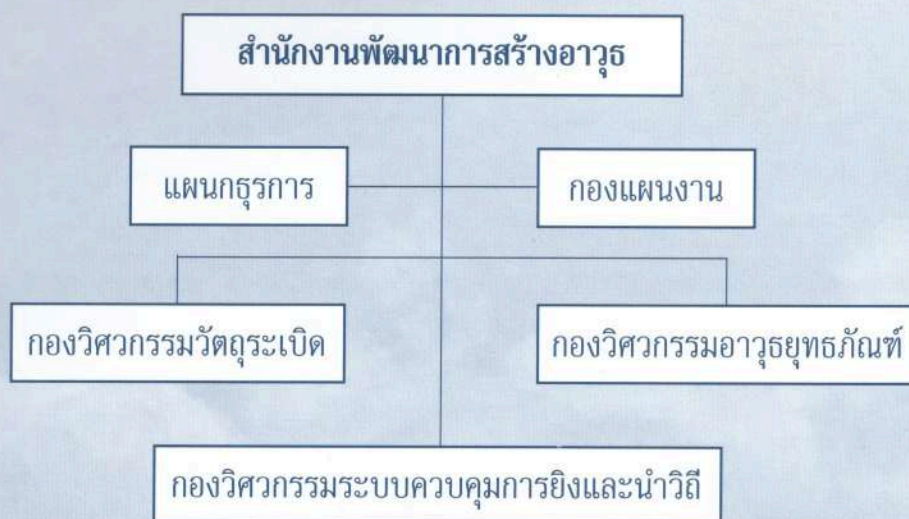 สำนักงานพัฒนาการสร้างอาวุธ
แผนกธุรการ
กองแผนงาน
กองวิศวกรรมวัตถุระเบิด
กองวิศวกรรมอาวุธยุทธภัณฑ์
กองวิศวกรรมระบบควบคุมการยิงและนำวิถี